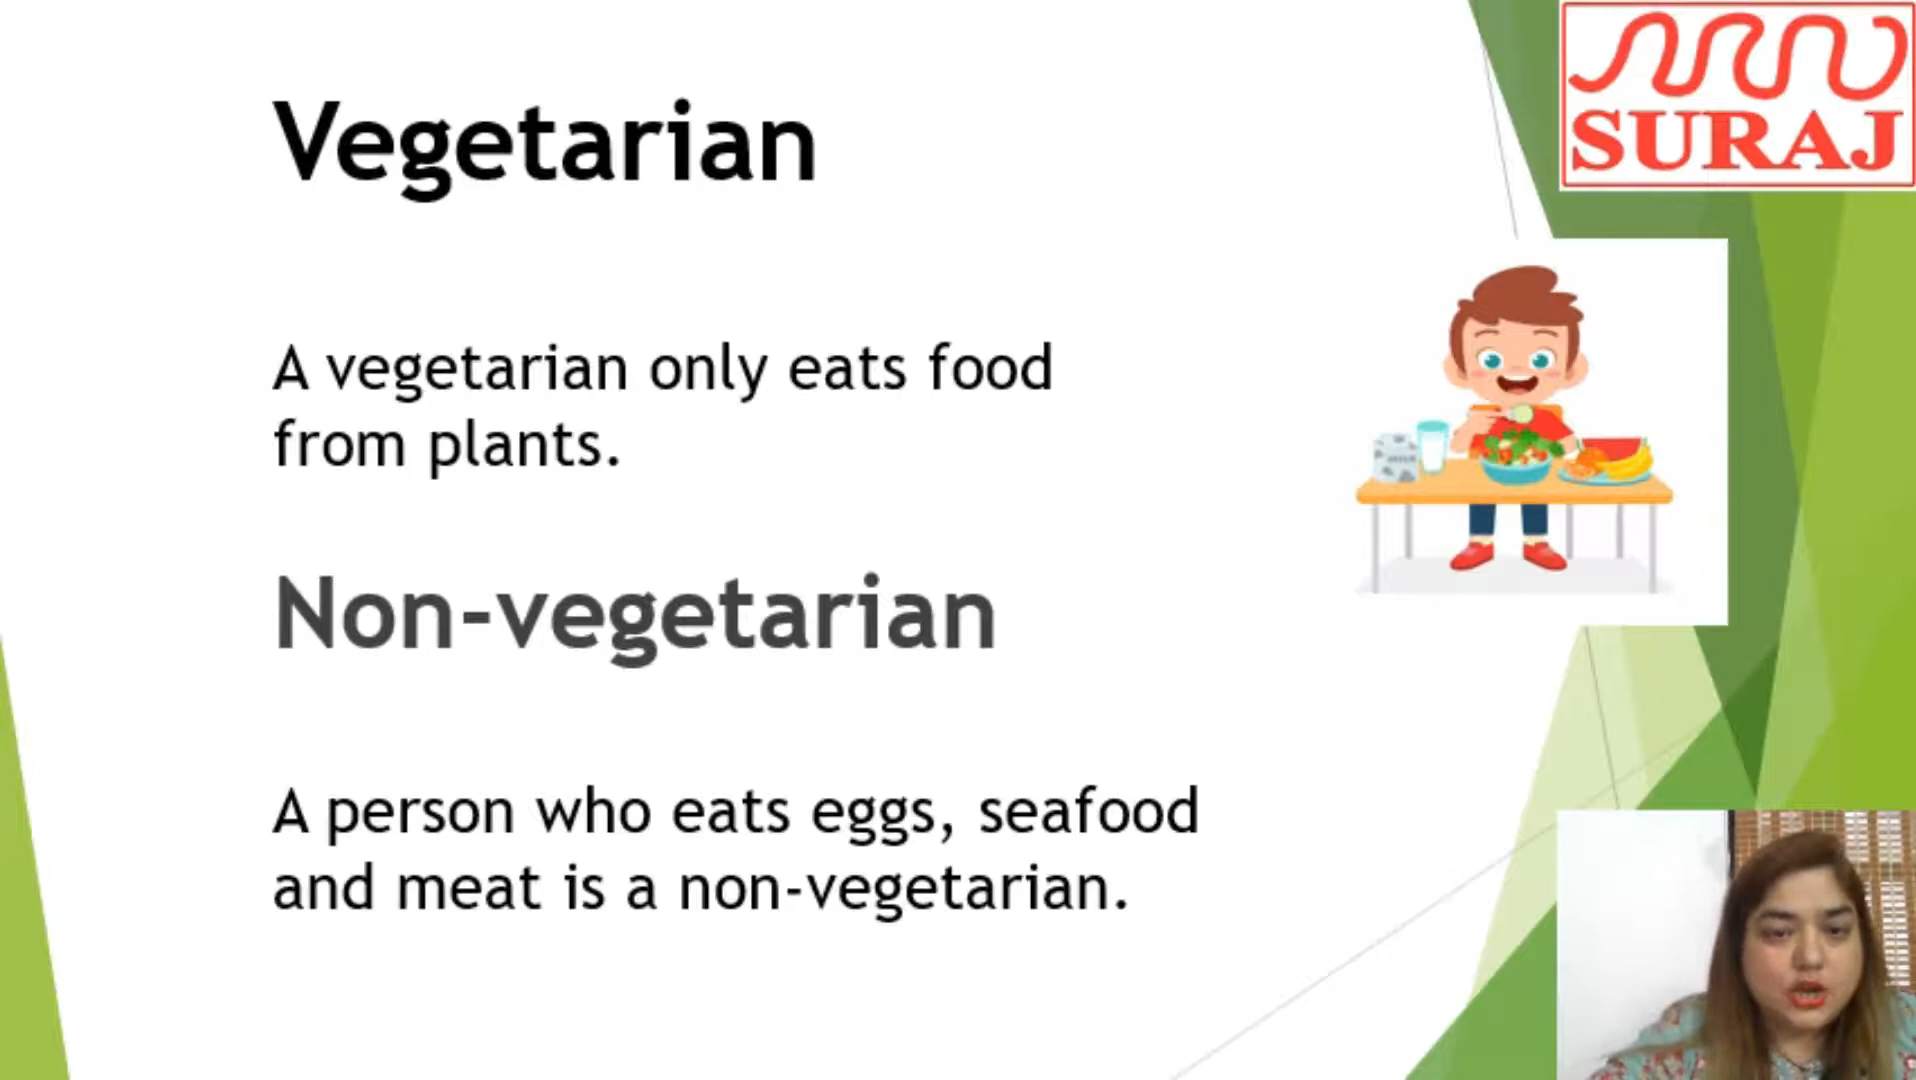 SURAJ
Vegetarian
A vegetarian only eats food
from plants.
Non-vegetarian
A person who eats eggs, seafood
and meat is a non-vegetarian.